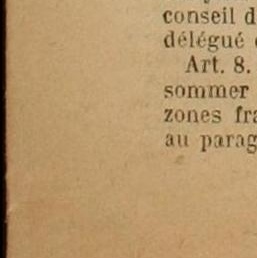 conseil d
délégué
Art. 8.
sommer
zones fra
au parag